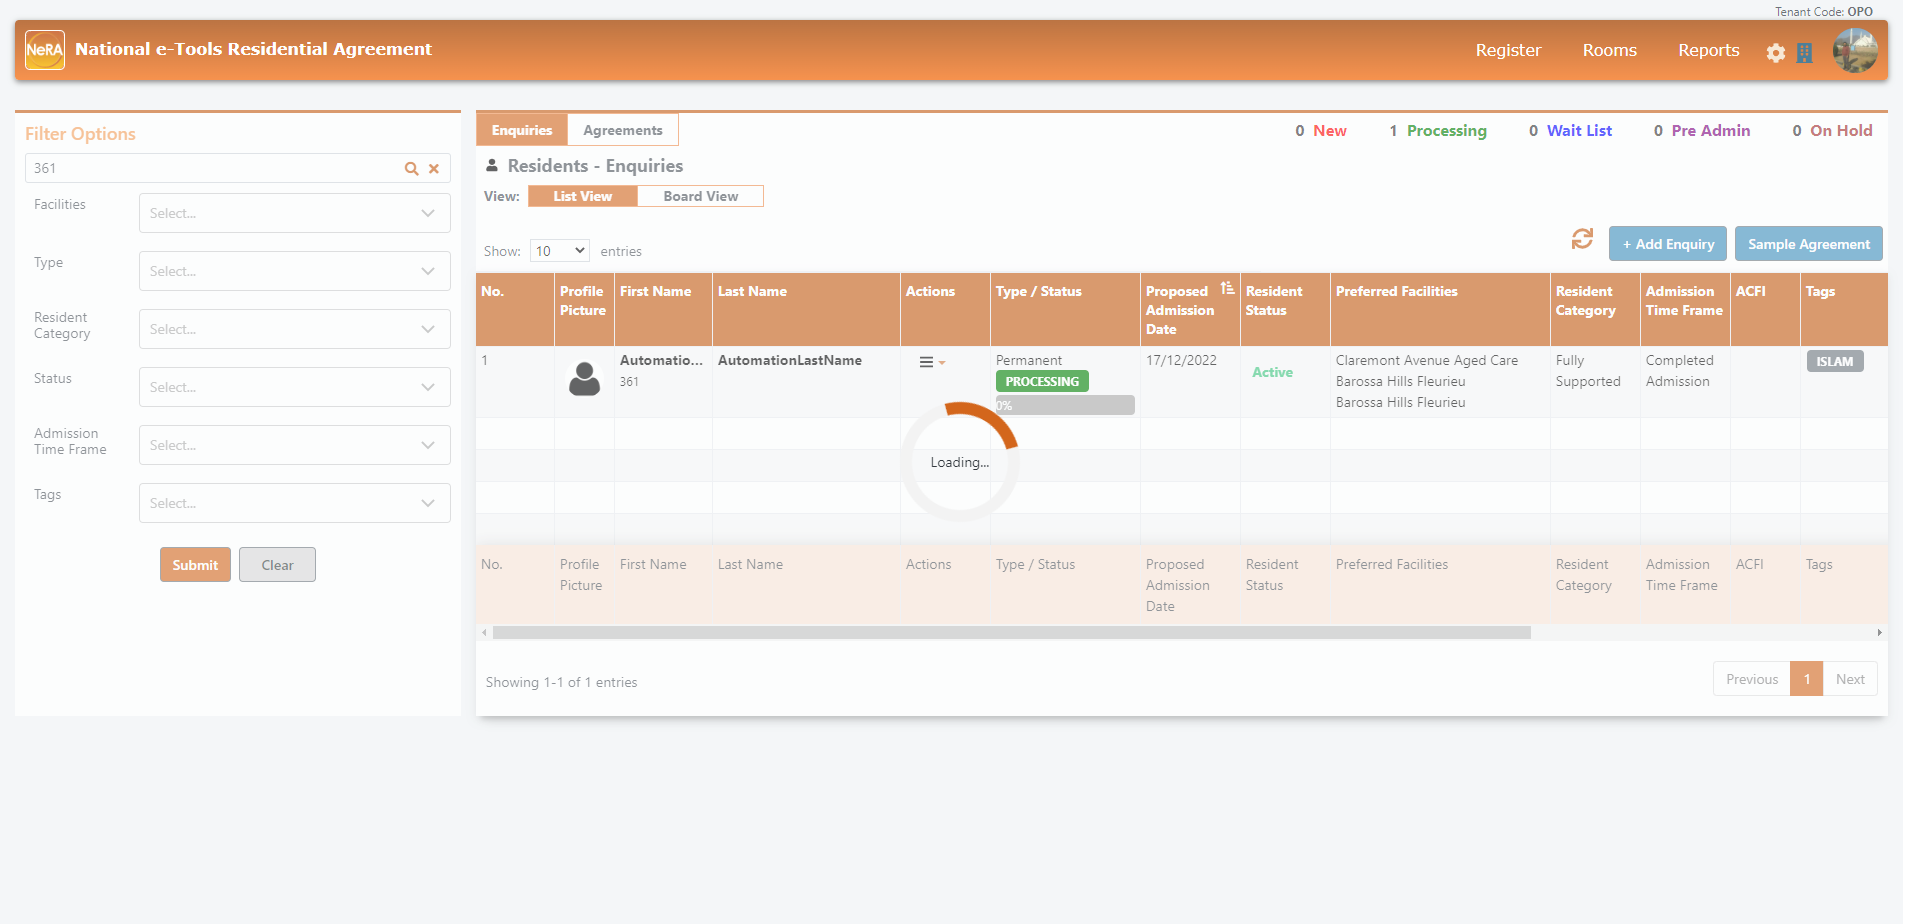 Tenant Code: OPO
NeRA National e-Tools Residential Agreement
Register Rooms Reports
Filter Options
361
Facilities Select...
Type Select...
Resident Category Select...
Status Select...
Admission Time Frame Select...
Tags Select...
Submit Clear
Enquiries Agreements
0 New 1 Processing 0 Wait List 0 Pre Admin 0 On Hold
Residents - Enquiries
View: List View Board View
Show: 10 entries
+ Add Enquiry Sample Agreement
No. Profile Picture First Name Last Name Actions Type / Status Proposed Admission Date Resident Status Preferred Facilities Resident Category Admission Time Frame ACFI Tags
1 Automatio... AutomationLastName Permanent 17/12/2022 Claremont Avenue Aged Care Fully Completed ISLAM
361 PROCESSING Active Barossa Hills Fleurieu Supported Admission
0% Barossa Hills Fleurieu
Loading...
No. Profile Picture First Name Last Name Actions Type / Status Proposed Admission Date Resident Status Preferred Facilities Resident Category Admission Time Frame ACFI Tags
Showing 1-1 of 1 entries
Previous 1 Next